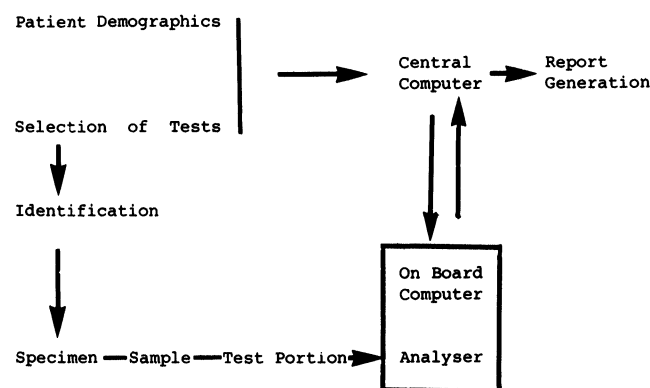 Patient Demographics
Central
Computer
Report
Generation
Selection of Tests
Identification
On Board
Computer
Specimen
Sample
Test Portion
Analyser